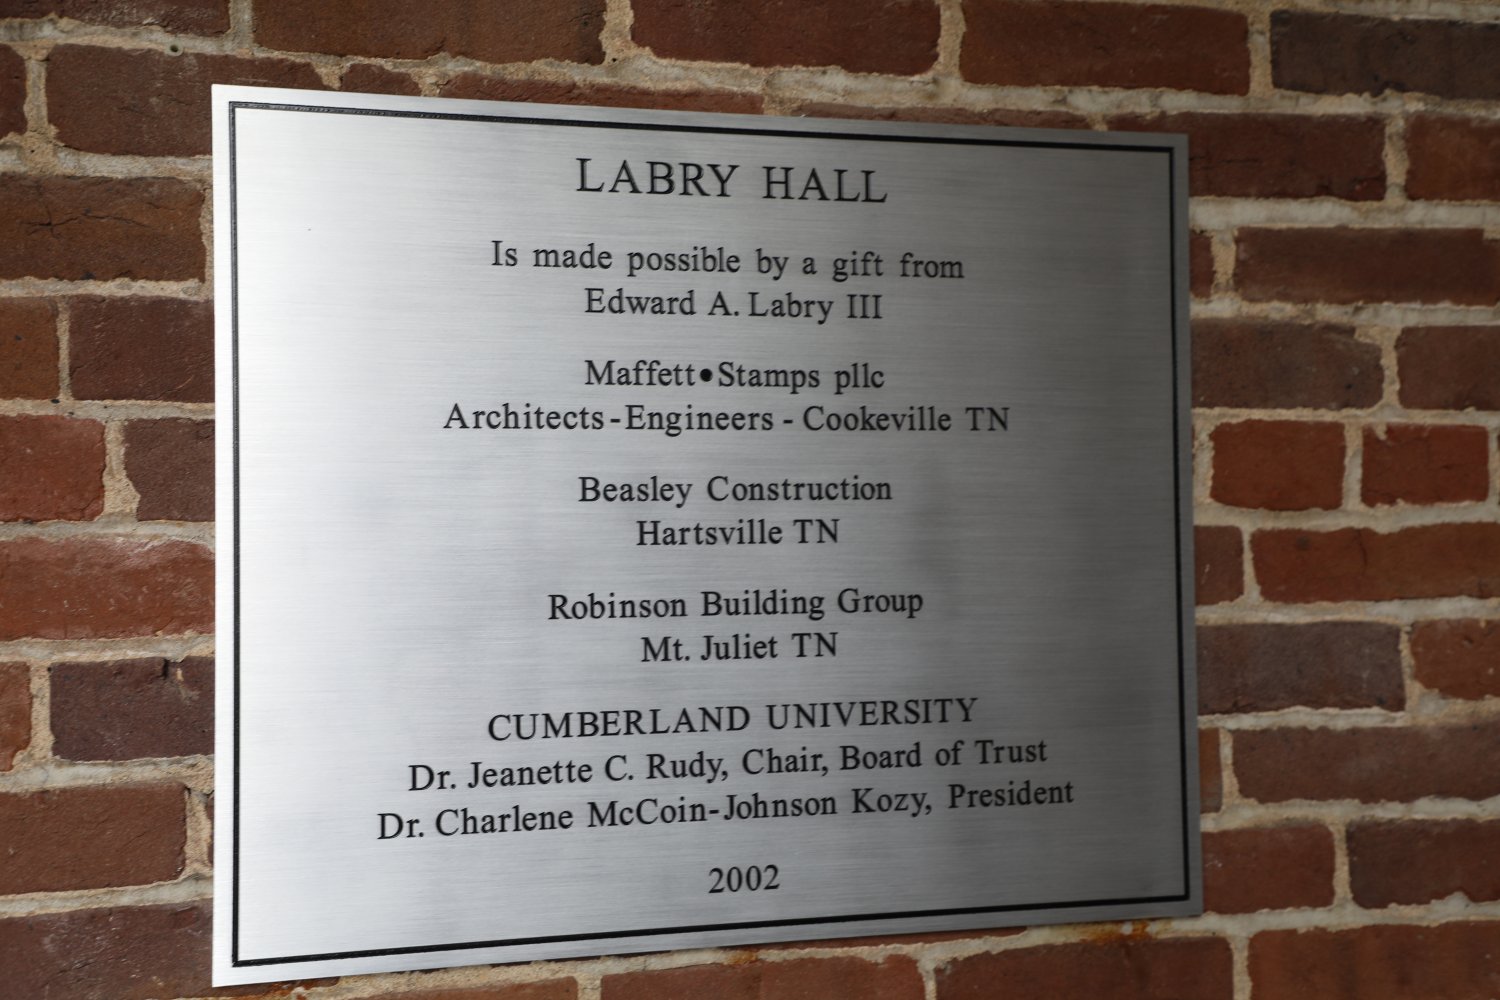 LABRY HALL
Is made possible by a gift from
Edward A. Labry III
Maffett•Stamps pllc
Architects-Engineers - Cookeville TN
Beasley Construction
Hartsville TN
Robinson Building Group
Mt. Juliet TN
CUMBERLAND UNIVERSITY
Dr. Jeanette C. Rudy, Chair, Board of Trust
Dr. Charlene McCoin-Johnson Kozy, President
2002